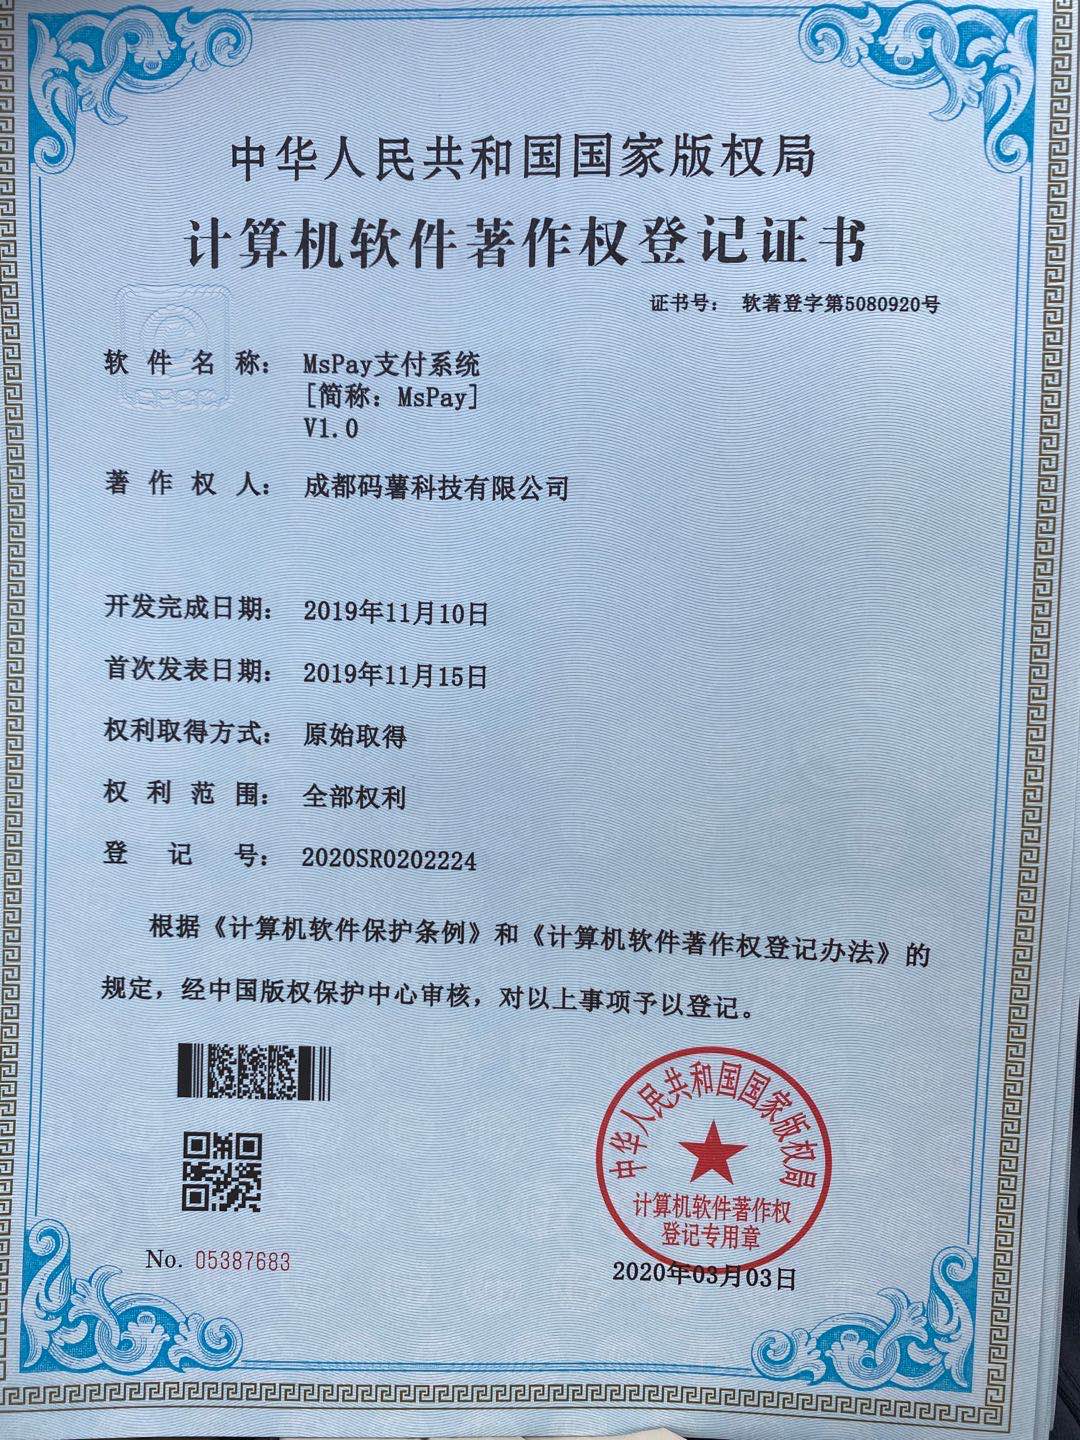 中华人民共和国国家版权局
计算机软件著作权登记证书
证书号： 软著登字第5080920号
软件名称： MsPay支付系统
[简称：MsPay]
V1.0
著作权人： 成都码薯科技有限公司
开发完成日期： 2019年11月10日
首次发表日期： 2019年11月15日
权利取得方式： 原始取得
权利范围： 全部权利
登记号： 2020SR0202224
根据《计算机软件保护条例》和《计算机软件著作权登记办法》的
规定，经中国版权保护中心审核，对以上事项予以登记。
中华人民共和国国家版权局
计算机软件著作权
登记专用章
No. 05387683
2020年03月03日